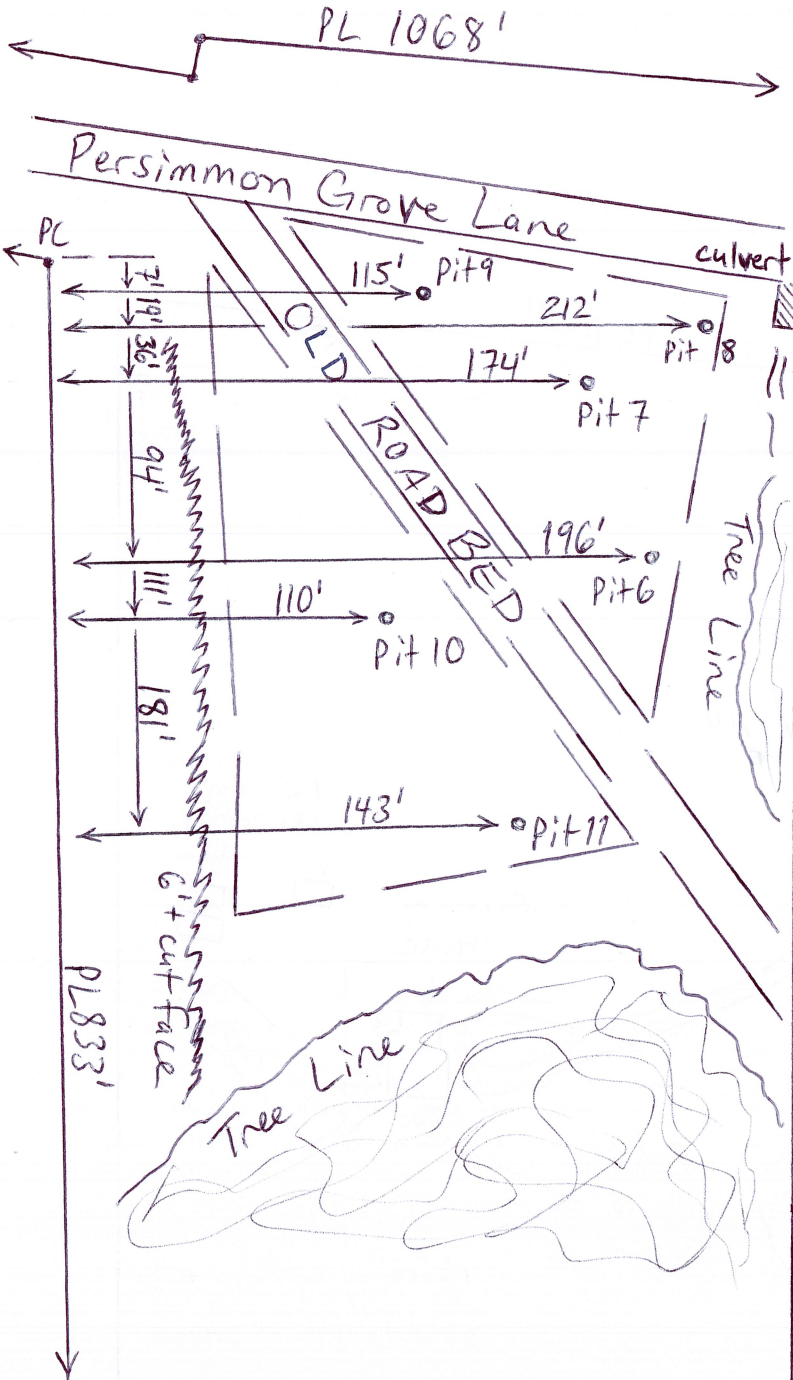 PL 1068'
Persimmon Grove Lane
PC
culvert
7'
115'
Pit 9
19'
212'
Pit 8
36'
174'
Pit 7
OLD ROAD BED
94'
196'
Pit 6
Tree Line
111'
110'
Pit 10
181'
143'
Pit 11
6'+ cut face
PL 833'
Tree Line